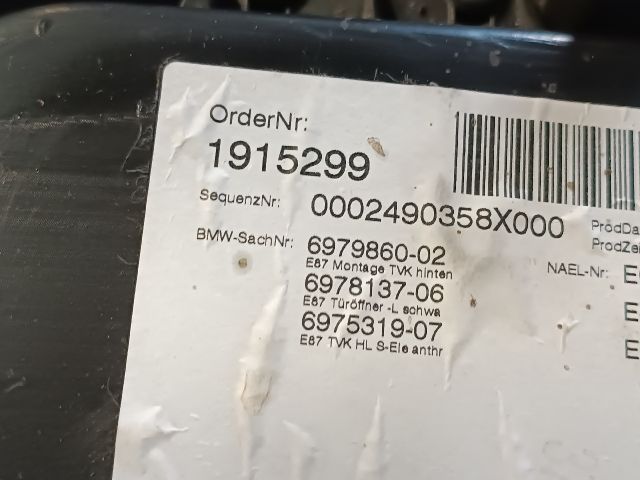 OrderNr:
1915299
SequenzNr: 0002490358X000
ProdDa
ProdZei
BMW-SachNr: 6979860-02
E87 Montage TVK hinten
NAEL-Nr: E
6978137-06
E87 Türöffner -L schwa
E
6975319-07
E87 TVK HL S-Ele anthr
E